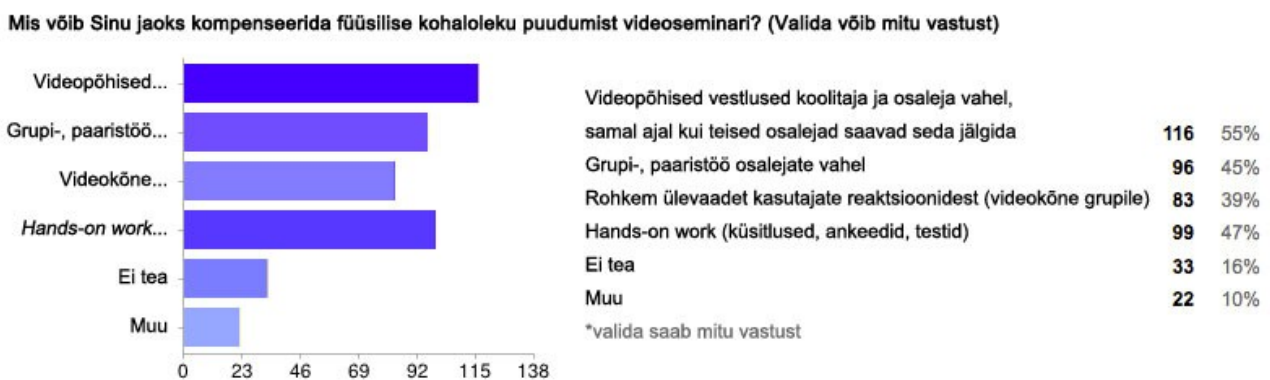 Mis võib Sinu jaoks kompenseerida füüsilise kohaloleku puudumist videoseminari? (Valida võib mitu vastust)
Videopõhised...
Grupi-, paaristöö...
Videokõne...
Hands-on work...
Ei tea
Muu
0 23 46 69 92 115 138
Videopõhised vestlused koolitaja ja osaleja vahel,
samal ajal kui teised osalejad saavad seda jälgida 116 55%
Grupi-, paaristöö osalejate vahel 96 45%
Rohkem ülevaadet kasutajate reaktsioonidest (videokõne grupile) 83 39%
Hands-on work (küsitlused, ankeedid, testid) 99 47%
Ei tea 33 16%
Muu 22 10%
*valida saab mitu vastust